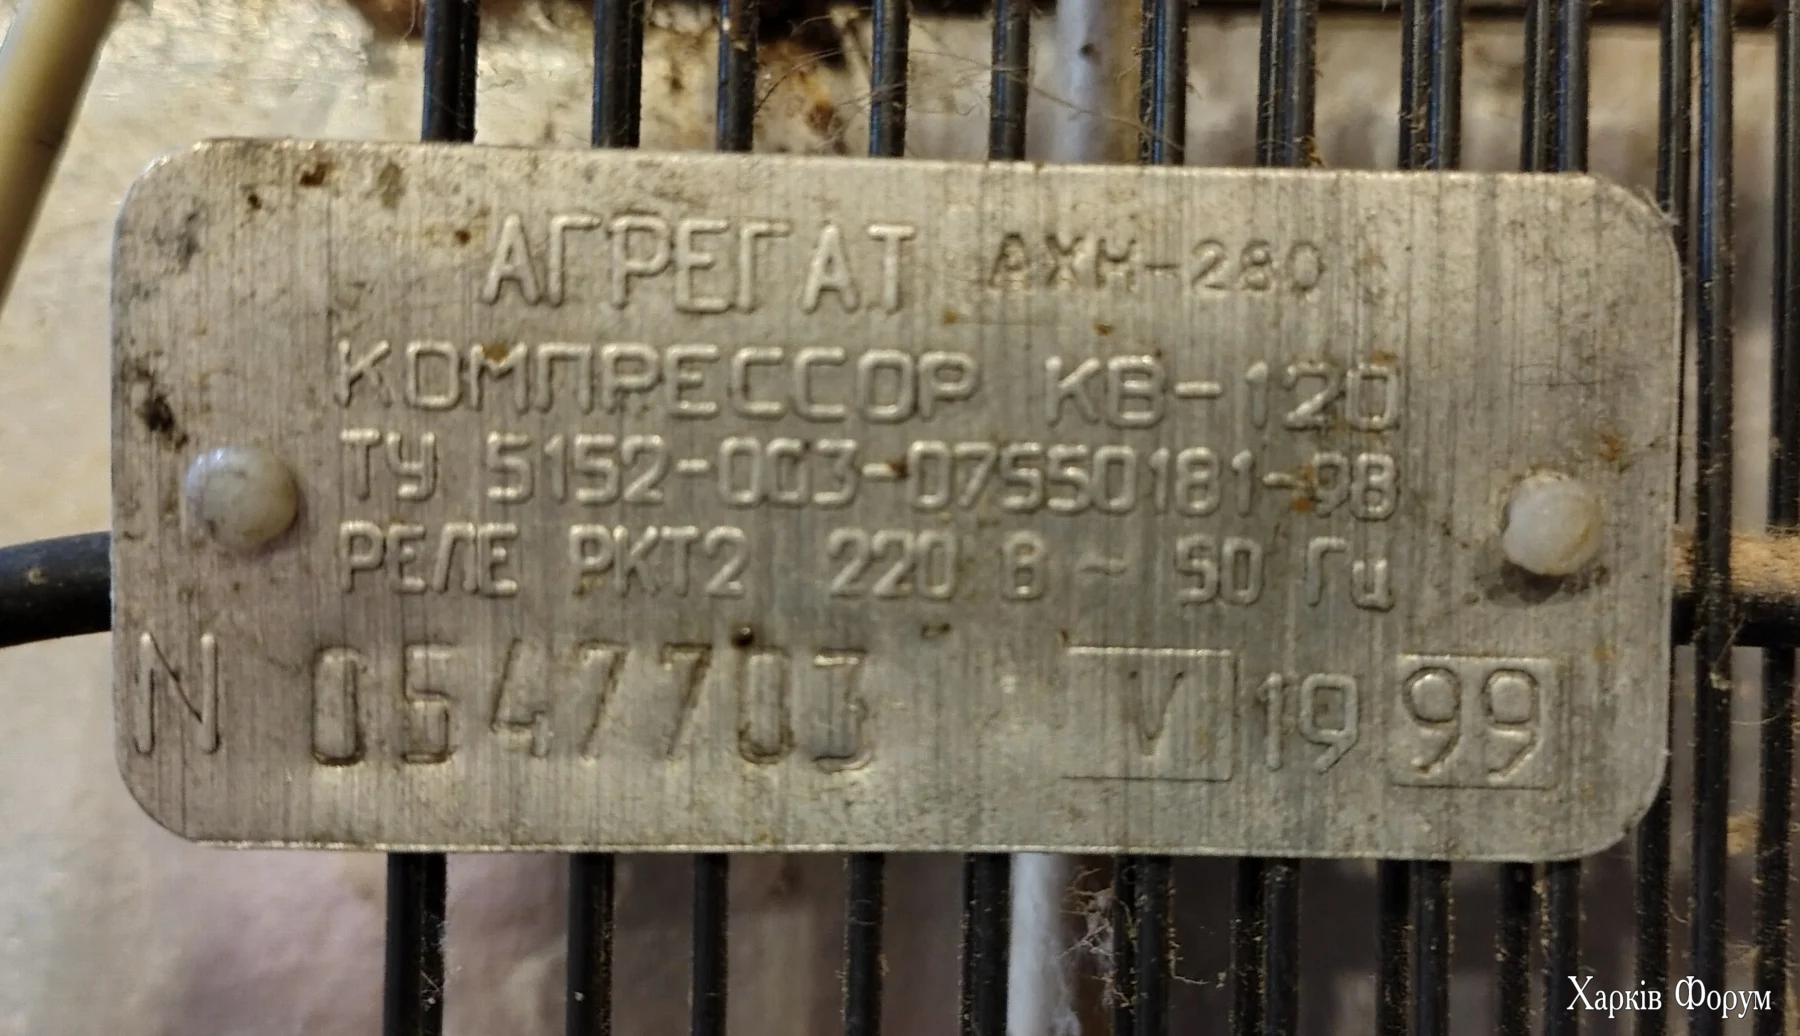 АГРЕГАТ АХМ-280
КОМПРЕССОР КВ-120
ТУ 5152-003-07550181-98
РЕЛЕ РКТ2 220 В ~ 50 Гц
N 0547703 V 1999
Харків Форум